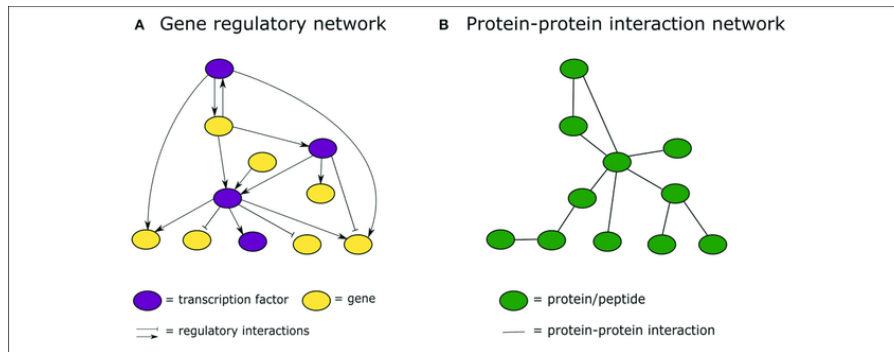 A Gene regulatory network
B Protein-protein interaction network
= transcription factor
= gene
= regulatory interactions
= protein/peptide
= protein-protein interaction